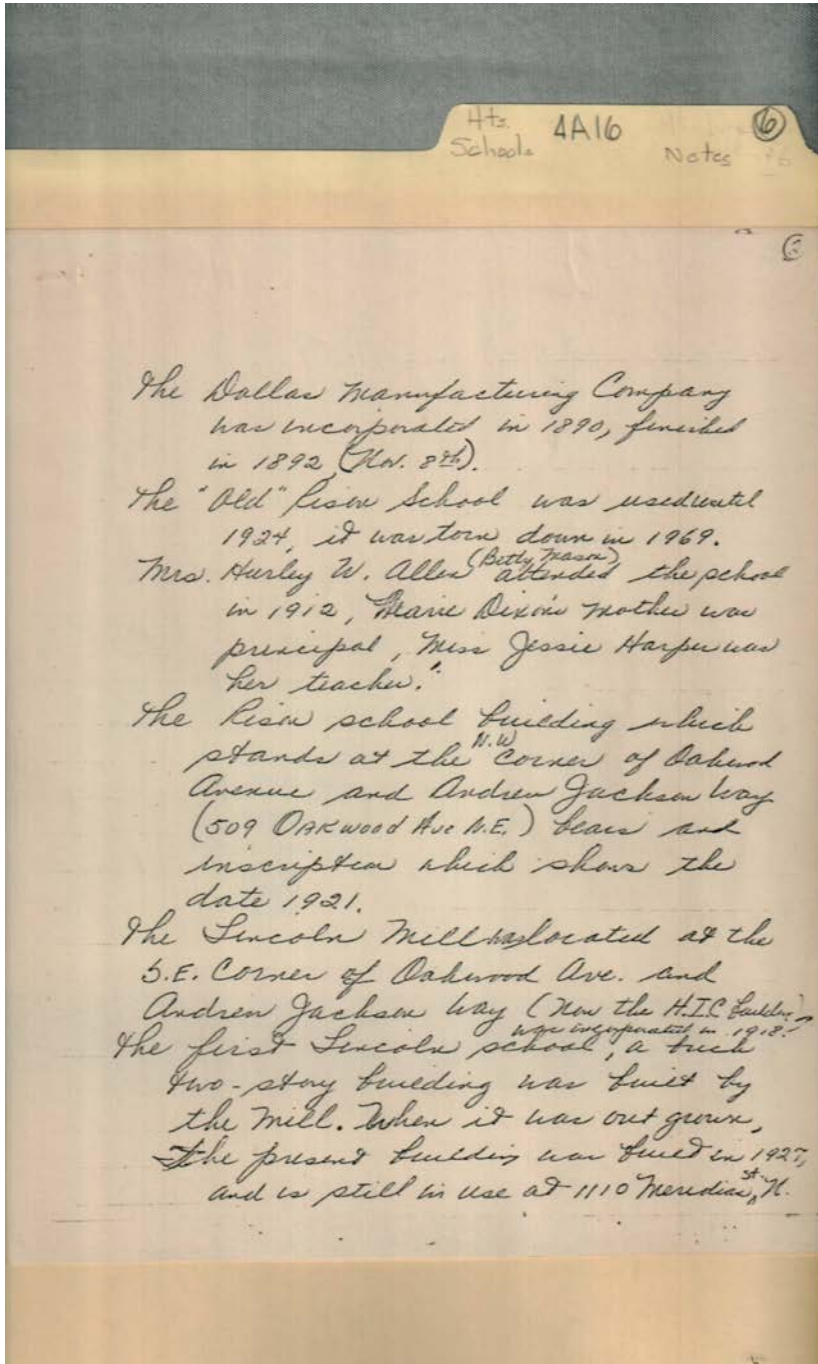 Hts. 4A16 6
Schools Notes
The Dallas Manufacturing Company
was incorporated in 1890, finished
in 1892 (Nov. 8th).
The "Old" Rison School was used until
1924, it was torn down in 1969.
Mrs. Hurley W. Allen (Betty Mason) attended the school
in 1912, Marie Dixon's Mother was
principal, Miss Jessie Harper was
her teacher."
The Rison school building which
stands at the N.W corner of Oakwood
Avenue and Andrew Jackson Way
(509 Oakwood Ave N.E.) bears and
inscription which shows the
date 1921.
The Lincoln Mill was located at the
S.E. Corner of Oakwood Ave. and
Andrew Jackson Way (Now the H.I.C building)
was incorporated in 1918.
The first Lincoln school, a brick
two-story building was built by
the Mill. When it was out grown,
The present building was built in 1927,
and is still in use at 1110 Meridian St. N.